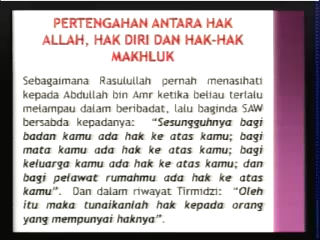 PERTENGAHAN ANTARA HAK
ALLAH, HAK DIRI DAN HAK-HAK
MAKHLUK
Sebagaimana Rasulullah pernah menasihati
kepada Abdullah bin Amr ketika beliau terlalu
melampau dalam beribadat, lalu baginda SAW
bersabda kepadanya: “Sesungguhnya bagi
badan kamu ada hak ke atas kamu; bagi
mata kamu ada hak ke atas kamu; bagi
keluarga kamu ada hak ke atas kamu; dan
bagi pelawat rumahmu ada hak ke atas
kamu”. Dan dalam riwayat Tirmidzi: “Oleh
itu maka tunaikanlah hak kepada orang
yang mempunyai haknya”.